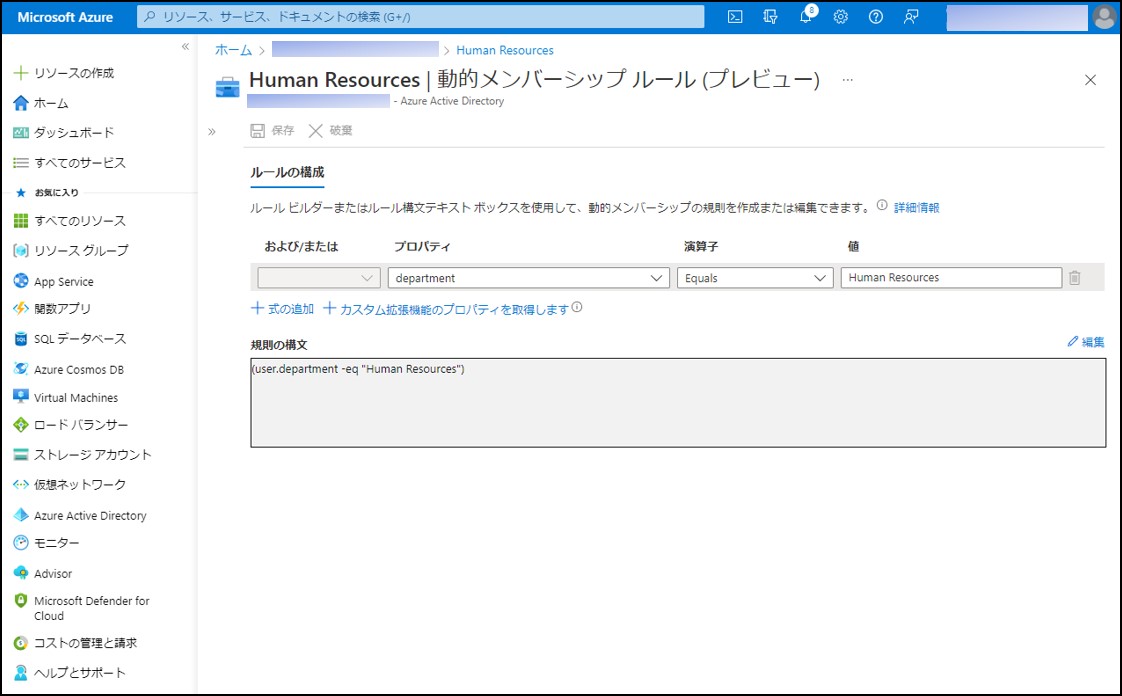 Microsoft Azure
リソース、サービス、ドキュメントの検索 (G+/)
8
«
リソースの作成
ホーム
ダッシュボード
すべてのサービス
お気に入り
すべてのリソース
リソース グループ
App Service
関数アプリ
SQL データベース
Azure Cosmos DB
Virtual Machines
ロード バランサー
ストレージ アカウント
仮想ネットワーク
Azure Active Directory
モニター
Advisor
Microsoft Defender for
Cloud
コストの管理と請求
ヘルプとサポート
ホーム > > Human Resources
Human Resources | 動的メンバーシップ ルール (プレビュー) …
- Azure Active Directory
»
保存 破棄
ルールの構成
ルール ビルダーまたはルール構文テキスト ボックスを使用して、動的メンバーシップの規則を作成または編集できます。 詳細情報
および/または プロパティ 演算子 値
department Equals Human Resources
+ 式の追加 + カスタム拡張機能のプロパティを取得します
規則の構文 編集
(user.department -eq "Human Resources")